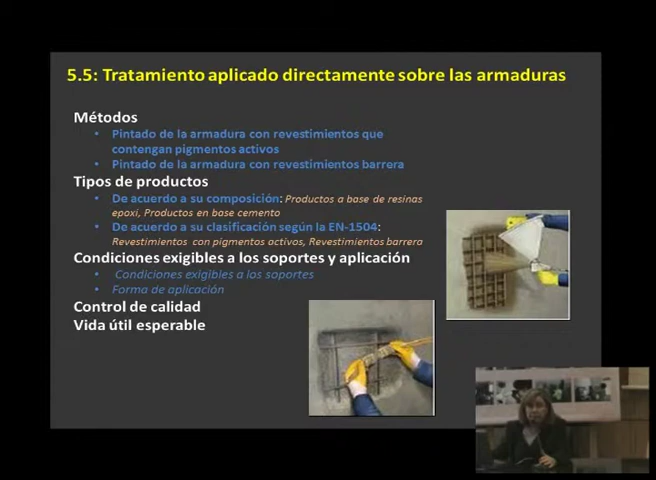 5.5: Tratamiento aplicado directamente sobre las armaduras
Métodos
• Pintado de la armadura con revestimientos que
contengan pigmentos activos
• Pintado de la armadura con revestimientos barrera
Tipos de productos
• De acuerdo a su composición: Productos a base de resinas
epoxi, Productos en base cemento
• De acuerdo a su clasificación según la EN-1504:
Revestimientos con pigmentos activos, Revestimientos barrera
Condiciones exigibles a los soportes y aplicación
• Condiciones exigibles a los soportes
• Forma de aplicación
Control de calidad
Vida útil esperable